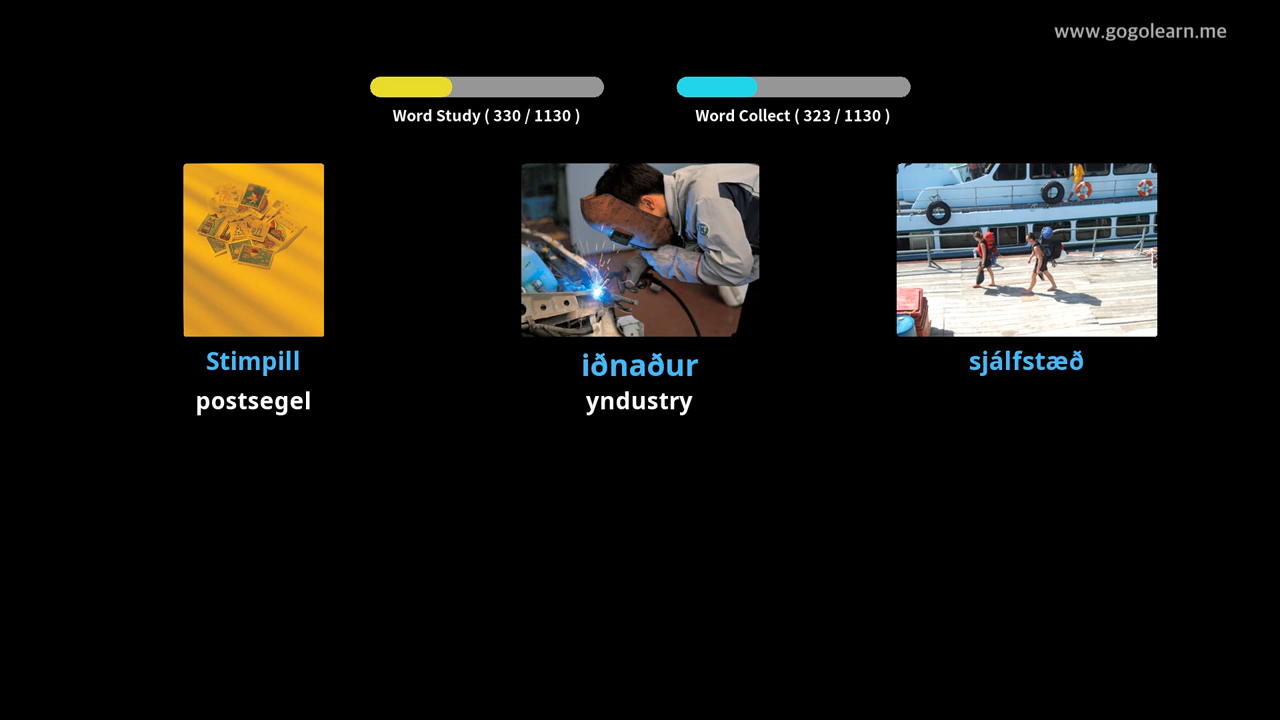 www.gogolearn.me
Word Study ( 330 / 1130 )
Word Collect ( 323 / 1130 )
Stimpill
iðnaður
sjálfstæð
postsegel
yndustry